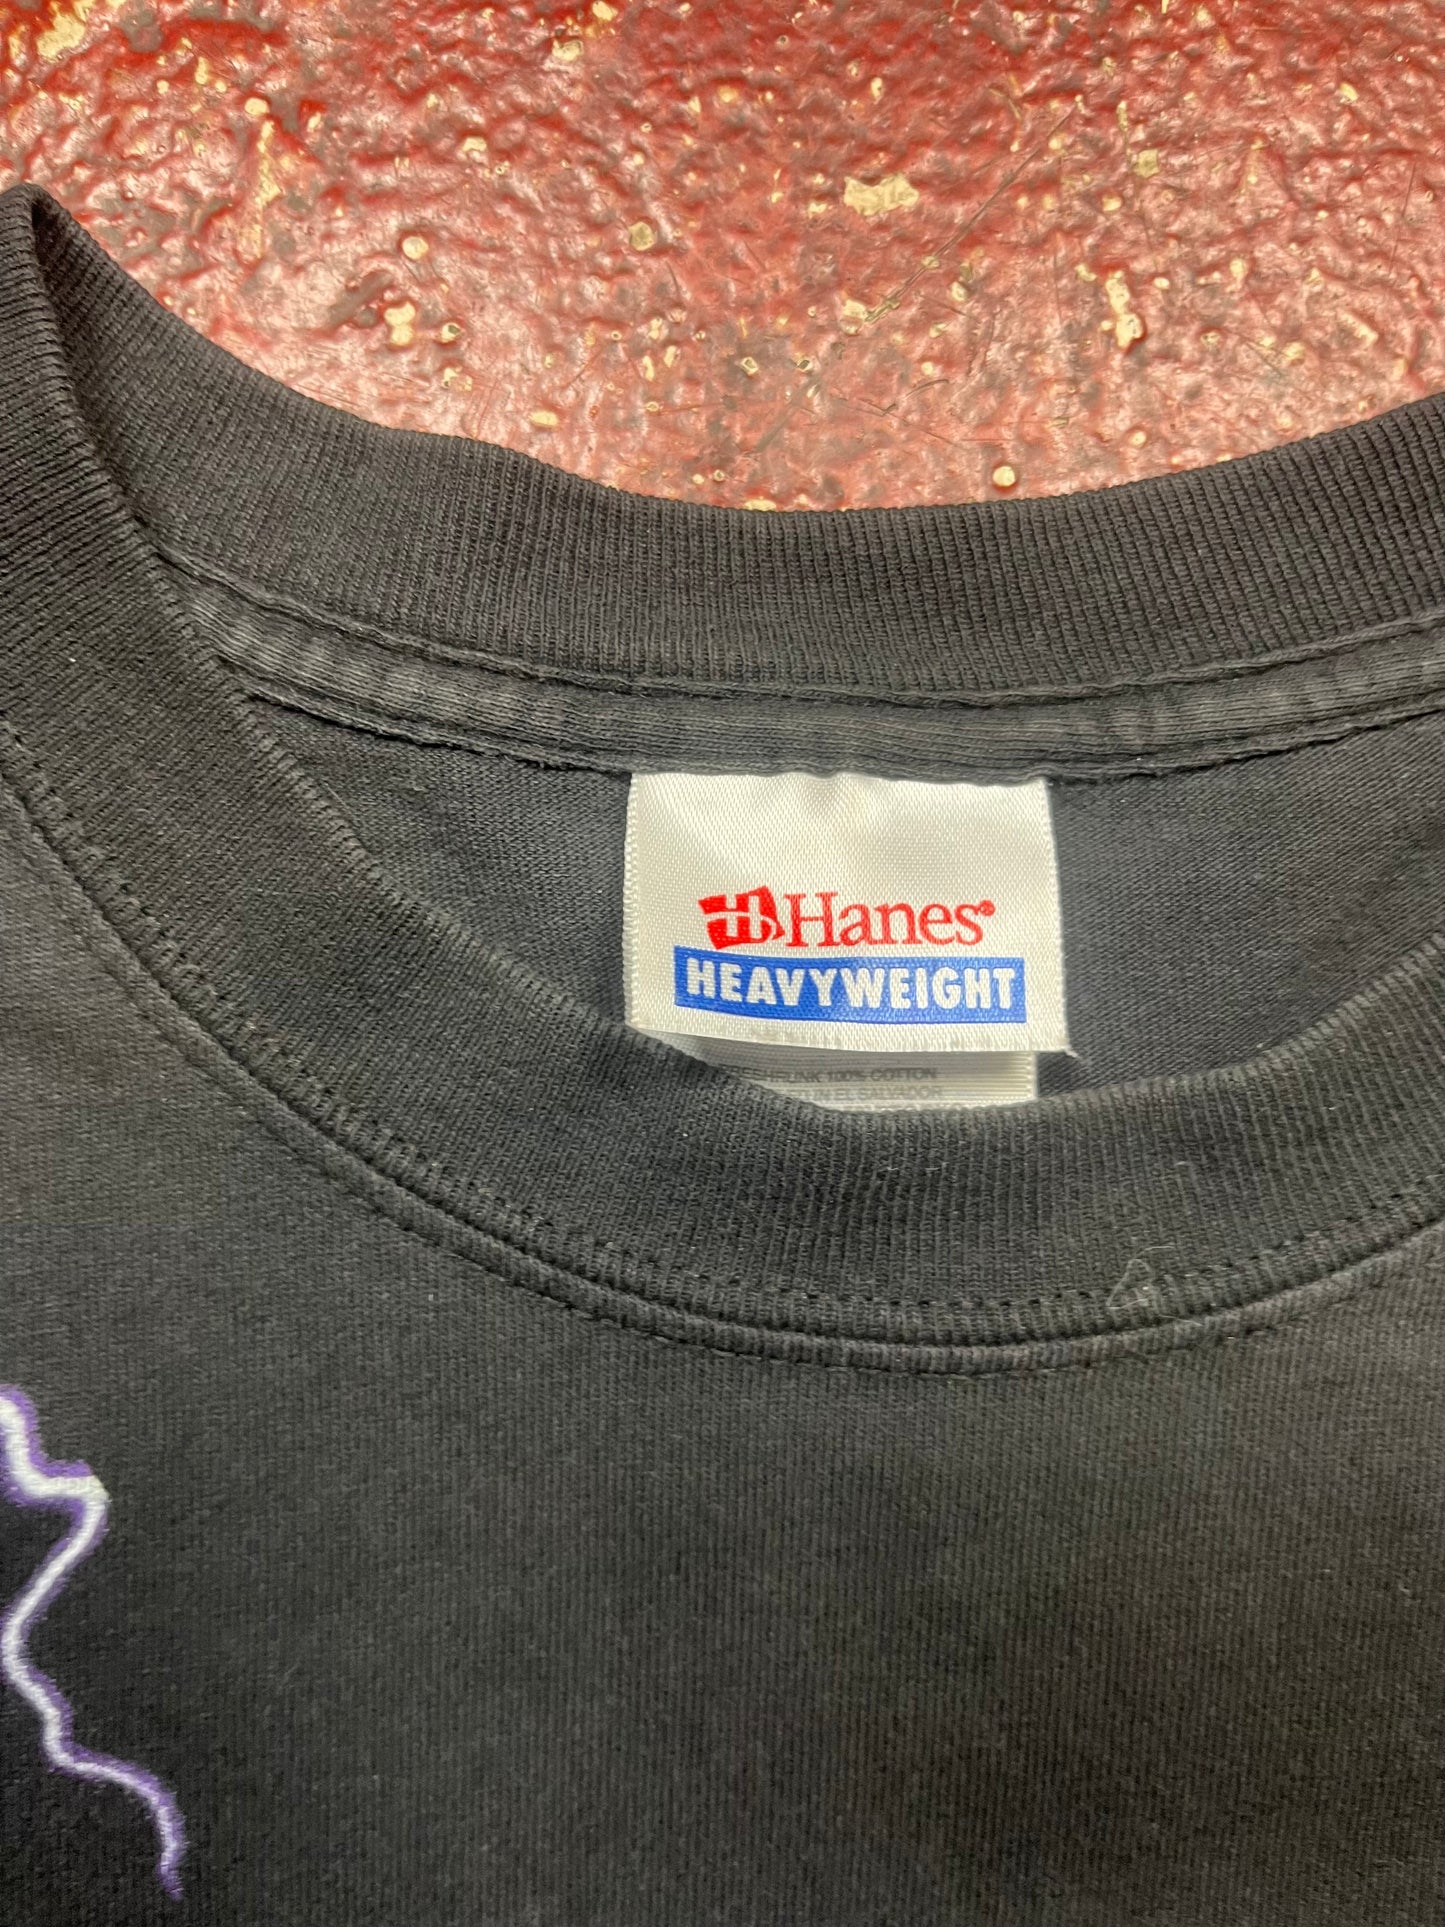 Hanes®
HEAVYWEIGHT
100% COTTON
EL SALVADOR